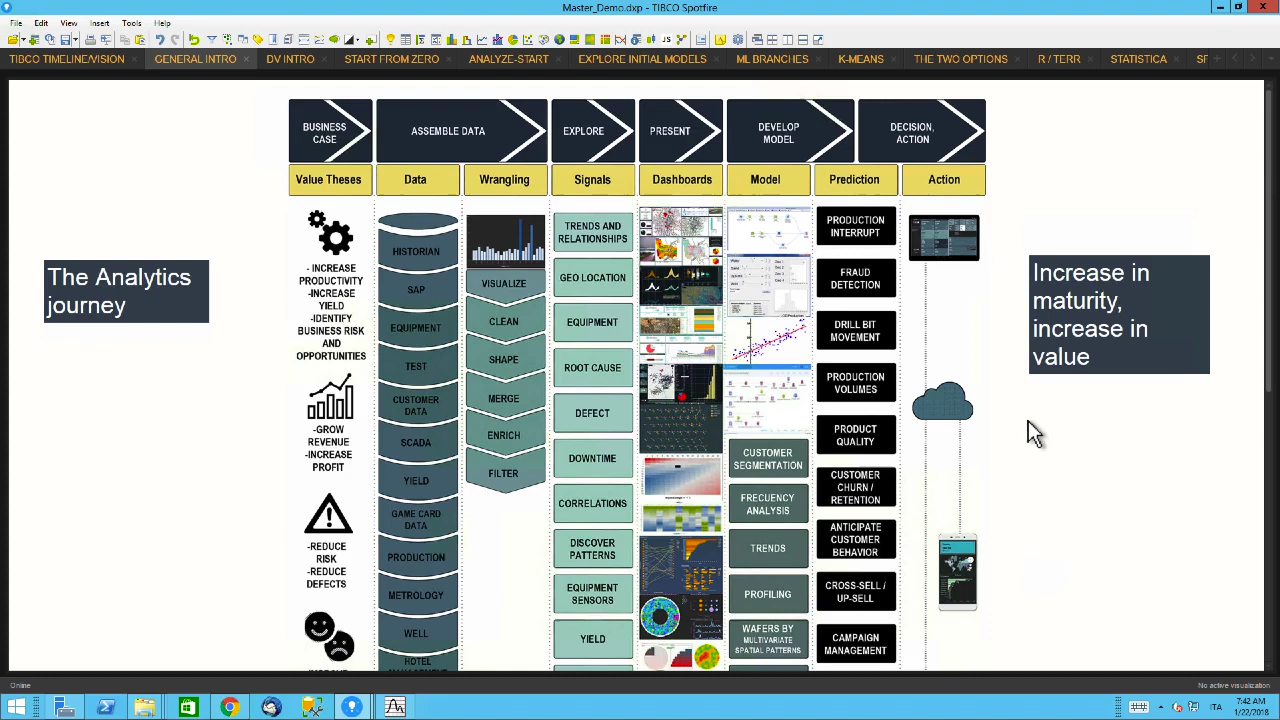 Master_Demo.dxp - TIBCO Spotfire
File Edit View Insert Tools Help
TIBCO TIMELINE/VISION
GENERAL INTRO
DV INTRO
START FROM ZERO
ANALYZE-START
EXPLORE INITIAL MODELS
ML BRANCHES
K-MEANS
THE TWO OPTIONS
R / TERR
STATISTICA
SF
BUSINESS
CASE
ASSEMBLE DATA
EXPLORE
PRESENT
DEVELOP
MODEL
DECISION,
ACTION
Value Theses
Data
Wrangling
Signals
Dashboards
Model
Prediction
Action
The Analytics
journey
- INCREASE
PRODUCTIVITY
-INCREASE
YIELD
-IDENTIFY
BUSINESS RISK
AND
OPPORTUNITIES
-GROW
REVENUE
-INCREASE
PROFIT
-REDUCE
RISK
-REDUCE
DEFECTS
HISTORIAN
SAP
EQUIPMENT
TEST
CUSTOMER
DATA
SCADA
YIELD
GAME CARD
DATA
PRODUCTION
METROLOGY
WELL
HOTEL
VISUALIZE
CLEAN
SHAPE
MERGE
ENRICH
FILTER
TRENDS AND
RELATIONSHIPS
GEO LOCATION
EQUIPMENT
ROOT CAUSE
DEFECT
DOWNTIME
CORRELATIONS
DISCOVER
PATTERNS
EQUIPMENT
SENSORS
YIELD
CUSTOMER
SEGMENTATION
FRECUENCY
ANALYSIS
TRENDS
PROFILING
WAFERS BY
MULTIVARIATE
SPATIAL PATTERNS
PRODUCTION
INTERRUPT
FRAUD
DETECTION
DRILL BIT
MOVEMENT
PRODUCTION
VOLUMES
PRODUCT
QUALITY
CUSTOMER
CHURN /
RETENTION
ANTICIPATE
CUSTOMER
BEHAVIOR
CROSS-SELL /
UP-SELL
CAMPAIGN
MANAGEMENT
Increase in
maturity,
increase in
value
Online
No active visualization
ITA
7:42 AM
1/22/2018